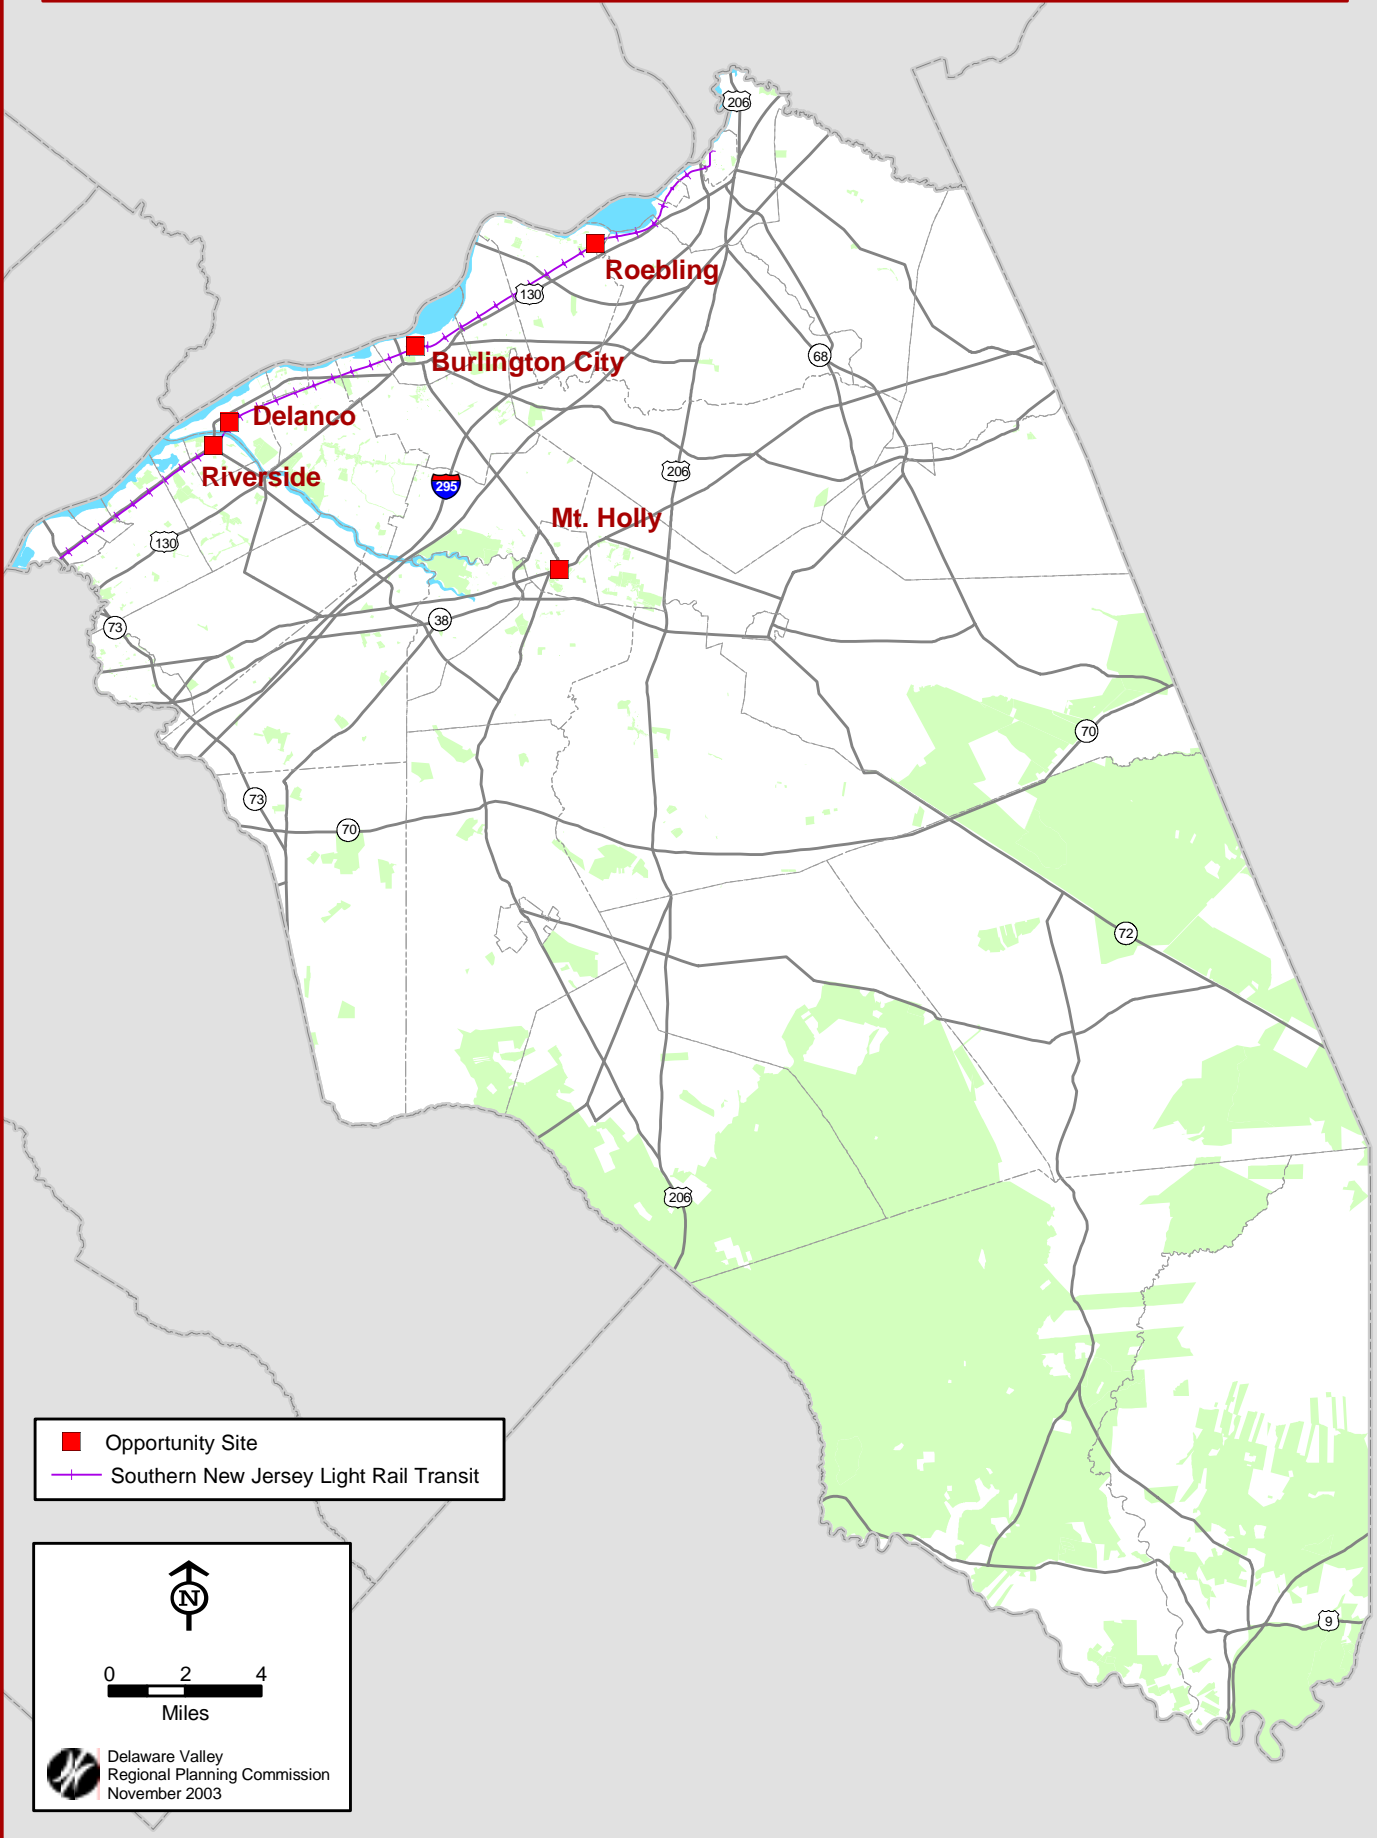 206
Roebling
130
Burlington City
68
Delanco
Riverside
206
295
Mt. Holly
130
38
73
70
73
70
72
206
9
Opportunity Site
Southern New Jersey Light Rail Transit
N
0 2 4
Miles
Delaware Valley
Regional Planning Commission
November 2003